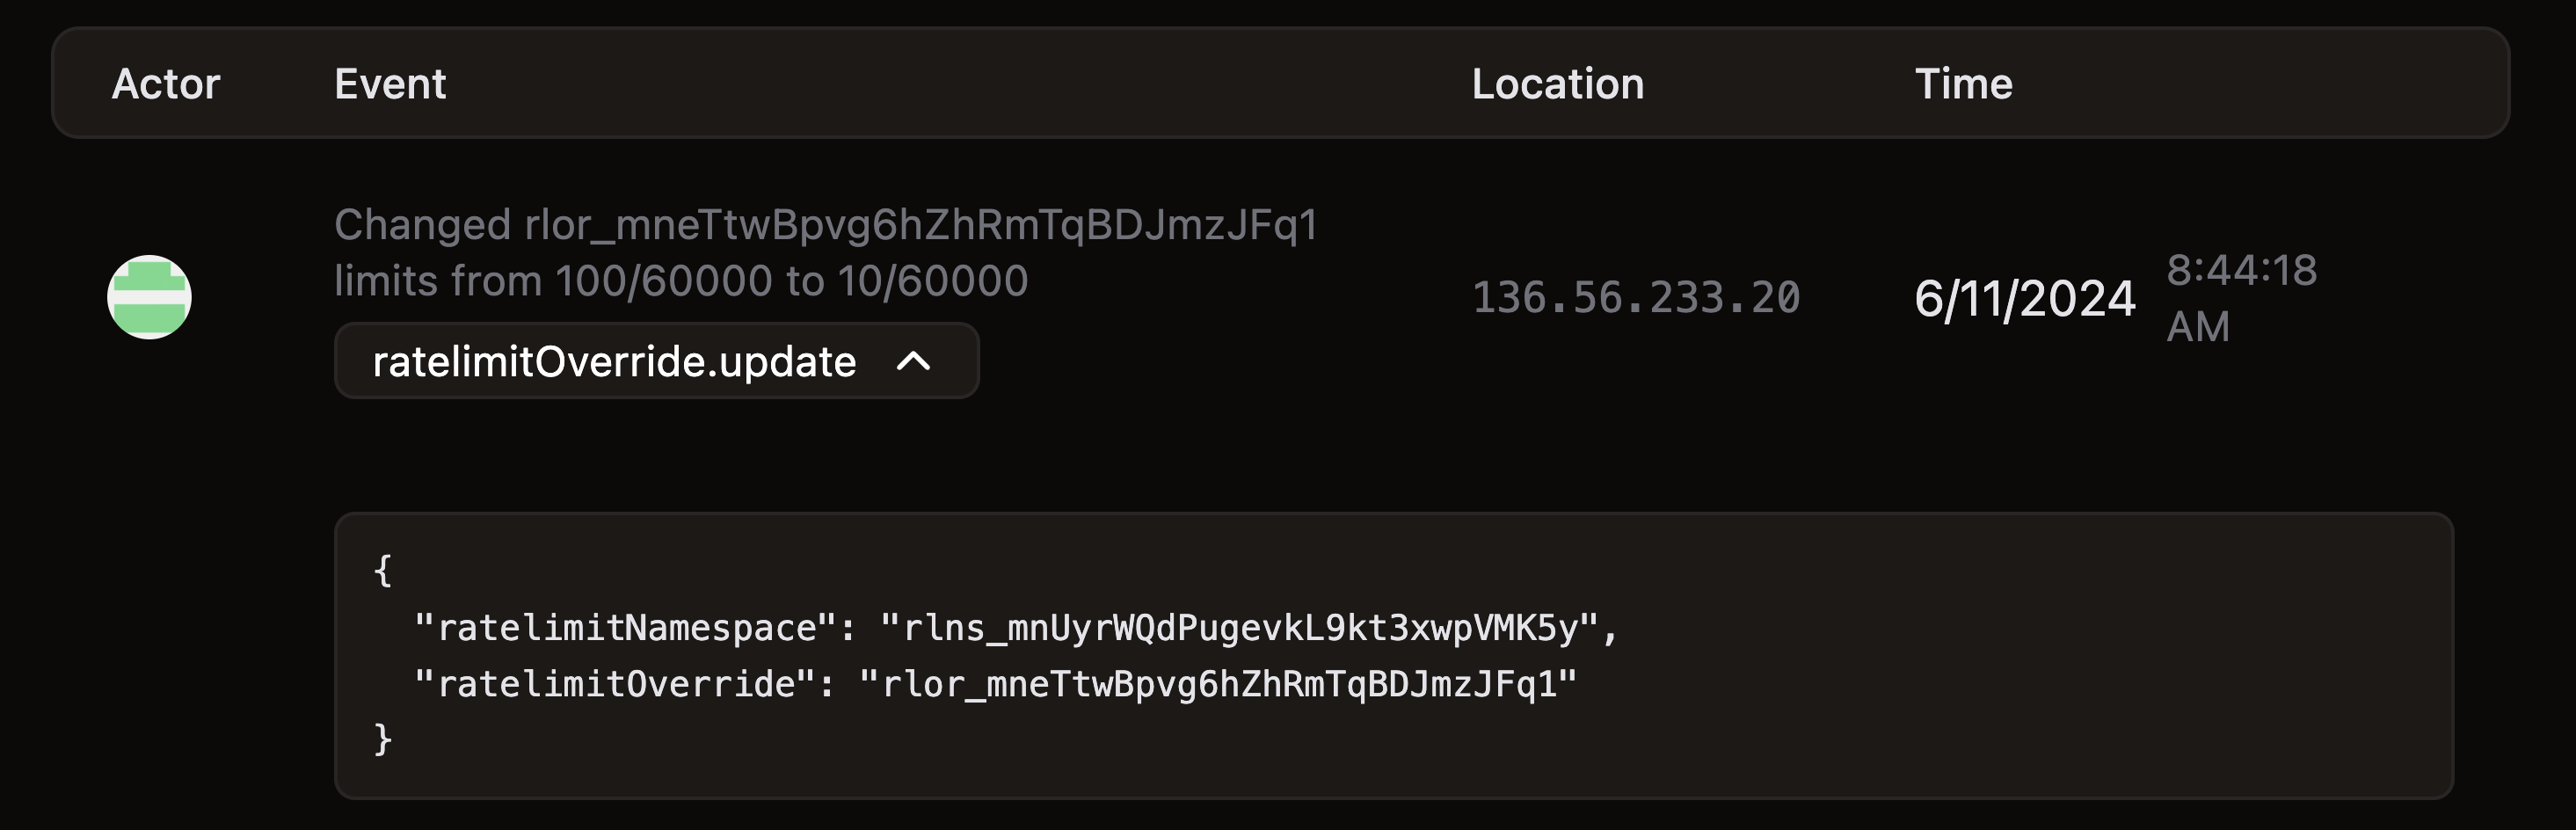 Actor Event Location Time
Changed rlor_mneTtwBpvg6hZhRmTqBDJmzJFq1
limits from 100/60000 to 10/60000
ratelimitOverride.update
136.56.233.20
6/11/2024
8:44:18
AM
{
"ratelimitNamespace": "rlns_mnUyrWQdPugevkL9kt3xwpVMK5y",
"ratelimitOverride": "rlor_mneTtwBpvg6hZhRmTqBDJmzJFq1"
}